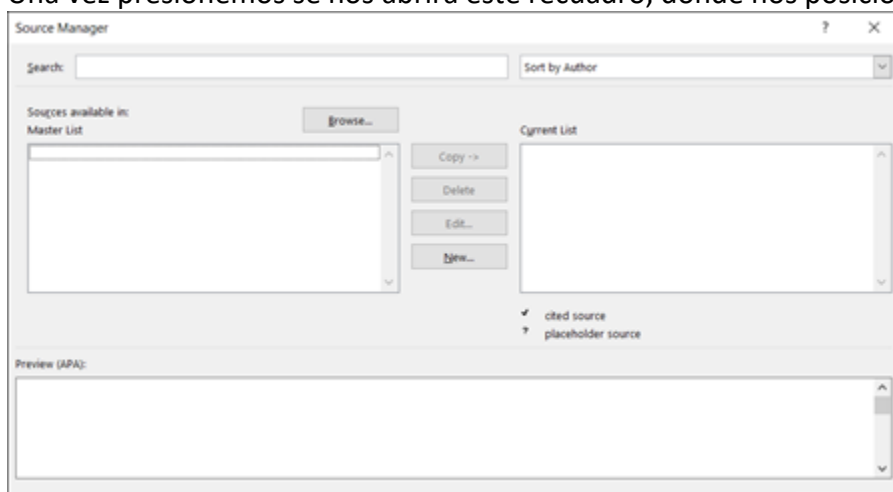 Una vez presionemos se nos abrirá este recuadro, donde nos posicio
Source Manager ? ×
Search: Sort by Author
Sources available in:
Master List Browse... Current List
Copy ->
Delete
Edit...
New...
✔ cited source
? placeholder source
Preview (APA):